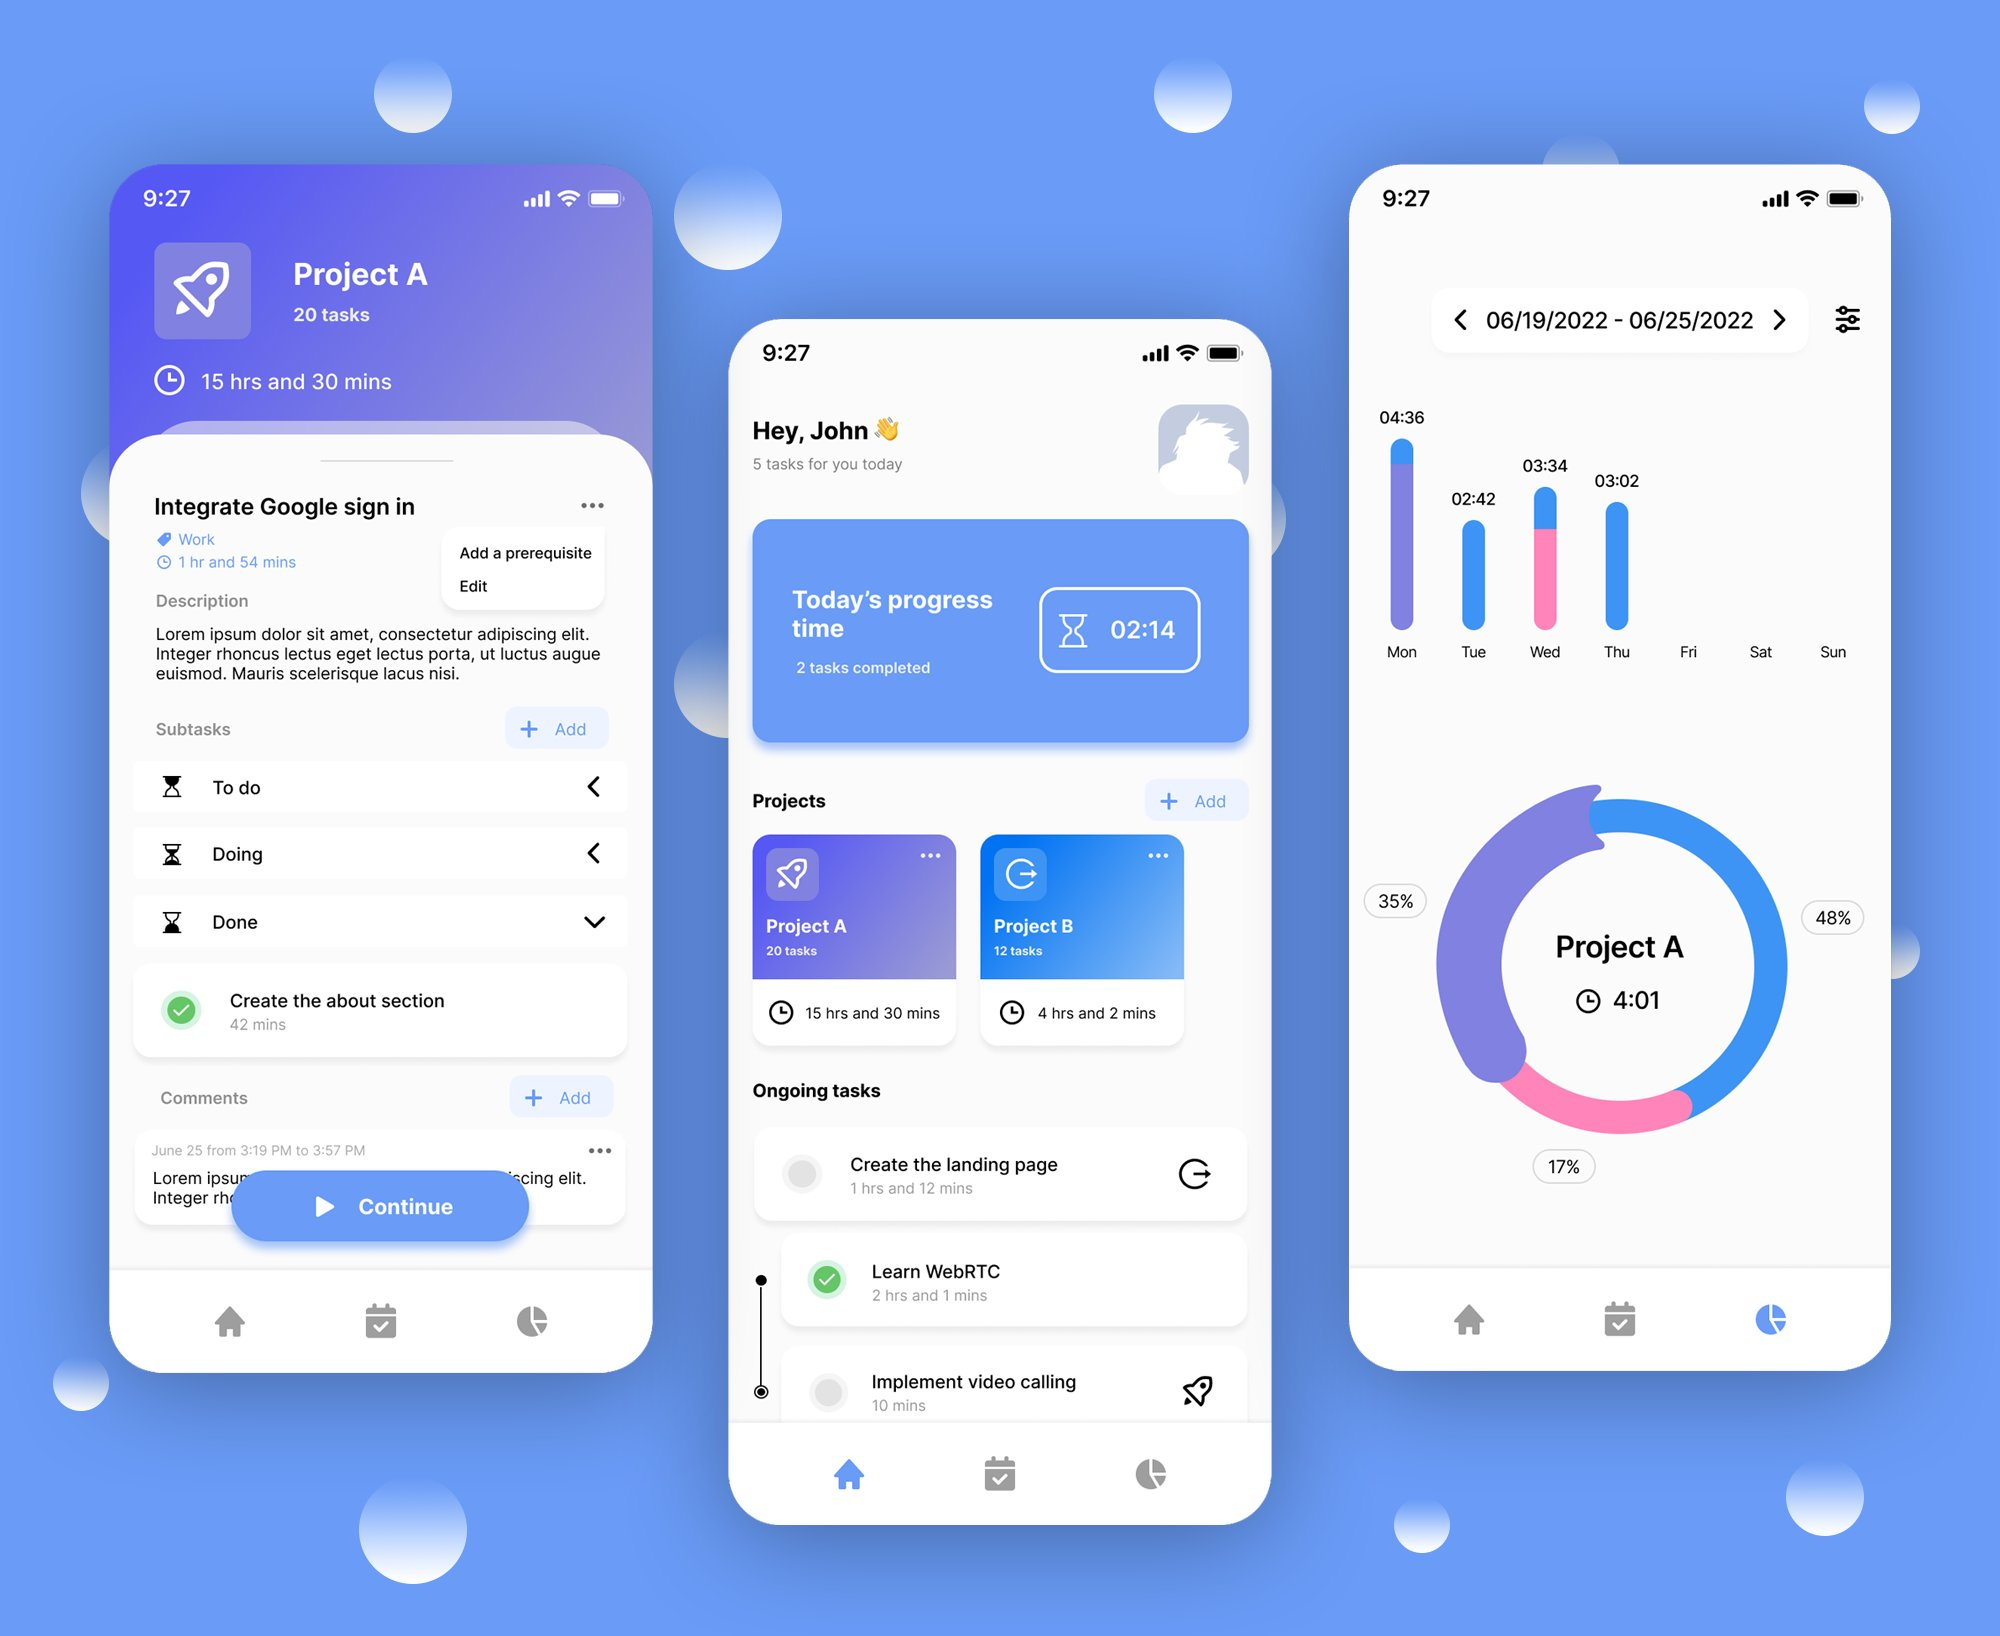 9:27
Project A
20 tasks
15 hrs and 30 mins
Integrate Google sign in
Work
1 hr and 54 mins
Add a prerequisite
Edit
Description
Lorem ipsum dolor sit amet, consectetur adipiscing elit.
Integer rhoncus lectus eget lectus porta, ut luctus augue
euismod. Mauris scelerisque lacus nisi.
Subtasks
+ Add
To do
Doing
Done
Create the about section
42 mins
Comments
+ Add
June 25 from 3:19 PM to 3:57 PM
Lorem ipsum
elit.
Integer
Continue
9:27
Hey, John 👋
5 tasks for you today
Today's progress
time
2 tasks completed
02:14
Projects
+ Add
Project A
20 tasks
15 hrs and 30 mins
Project B
12 tasks
4 hrs and 2 mins
Ongoing tasks
Create the landing page
1 hrs and 12 mins
Learn WebRTC
2 hrs and 1 mins
Implement video calling
10 mins
9:27
06/19/2022 - 06/25/2022
04:36
02:42
03:34
03:02
Mon Tue Wed Thu Fri Sat Sun
35%
48%
Project A
4:01
17%